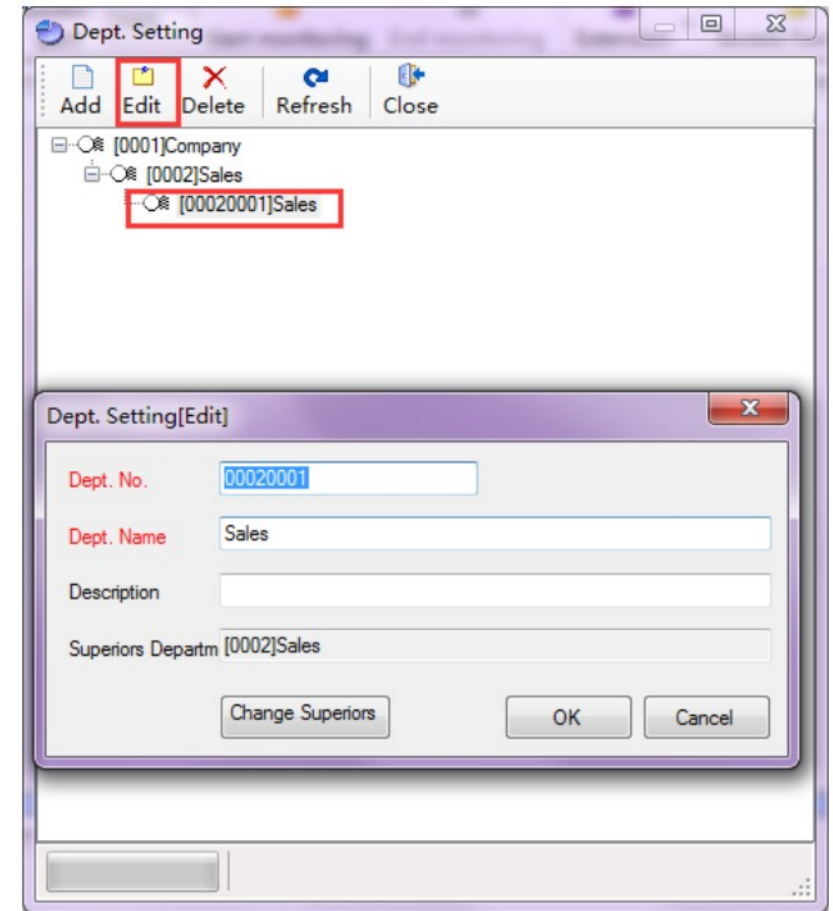 Dept. Setting
Add Edit Delete Refresh Close
[0001]Company
[0002]Sales
[00020001]Sales
Dept. Setting[Edit]
Dept. No. 00020001
Dept. Name Sales
Description
Superiors Departm [0002]Sales
Change Superiors OK Cancel